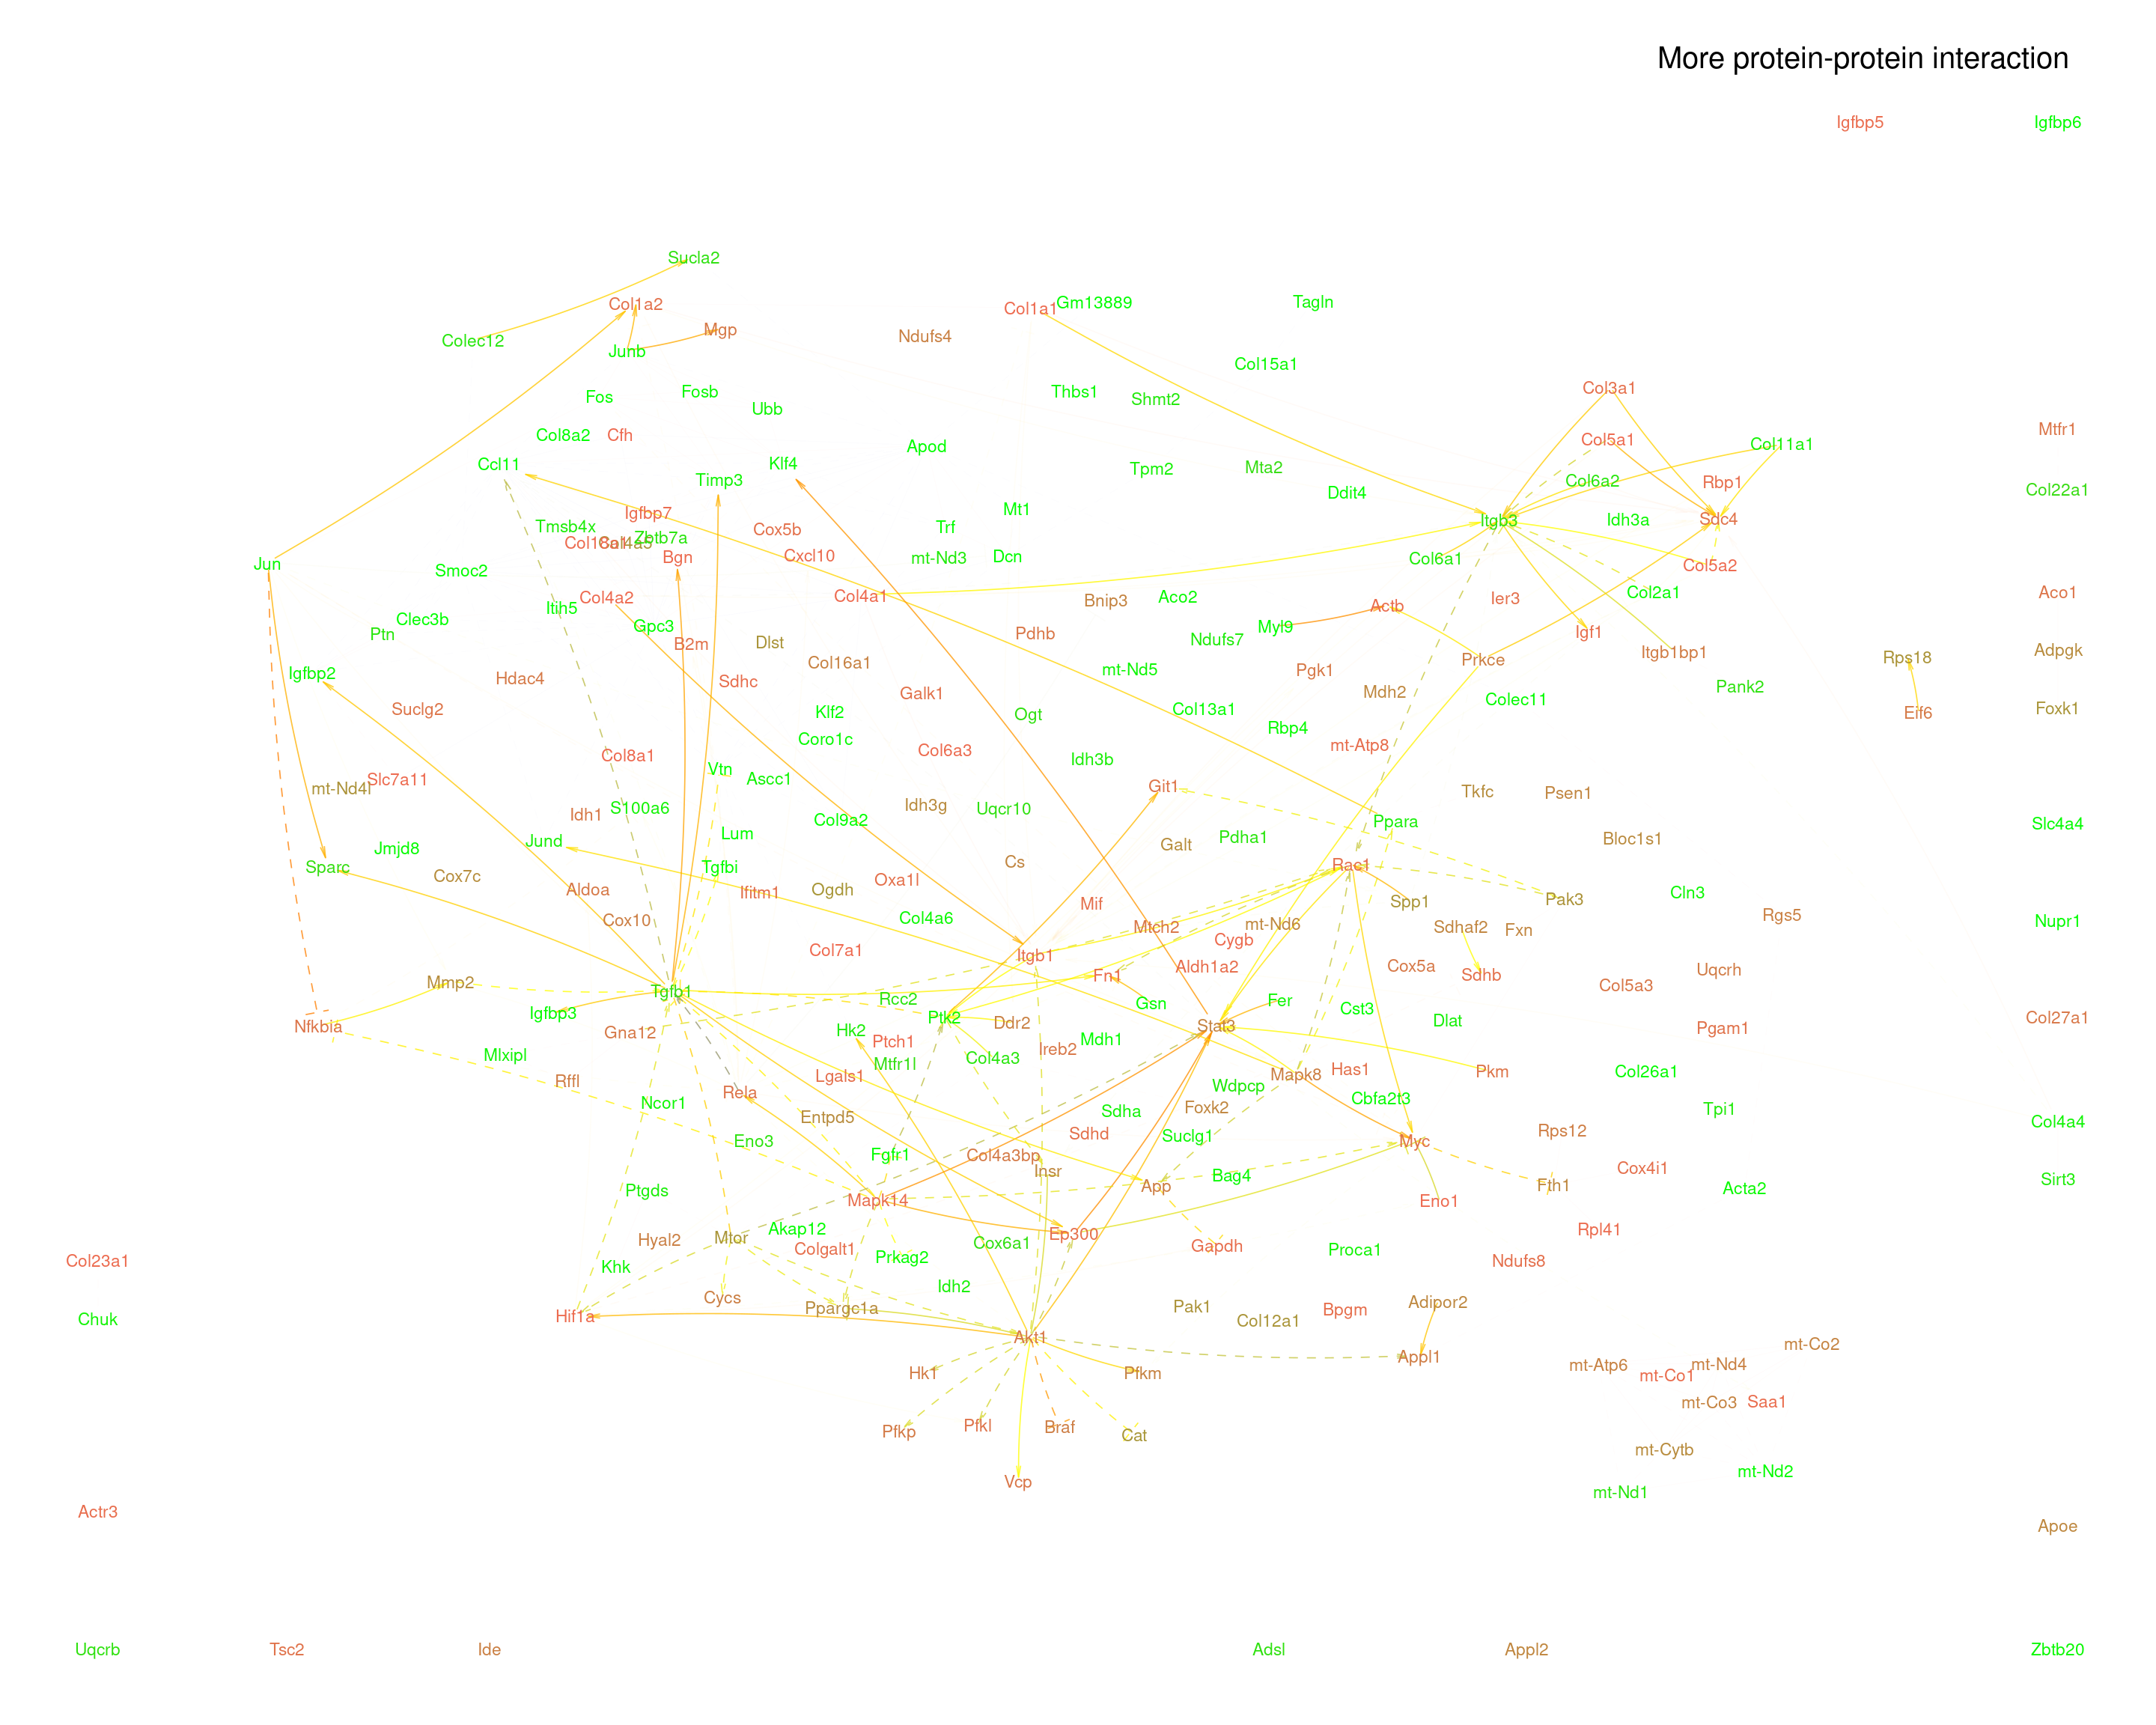 More protein-protein interaction
Igfbp5
Igfbp6
Sucla2
Col1a2
Col1a1
Gm13889
Tagln
Mgp
Ndufs4
Colec12
Junb
Col15a1
Col3a1
Fos
Fosb
Thbs1
Shmt2
Ubb
Mtfr1
Col8a2
Cfh
Col5a1
Col11a1
Apod
Ccl11
Klf4
Tpm2
Mta2
Timp3
Col6a2
Rbp1
Ddit4
Col22a1
Igfbp7
Mt1
Itgb3
Idh3a
Sdc4
Tmsb4x
Cox5b
Trf
Zbtb7a
Col4a5
Bgn
Cxcl10
mt-Nd3
Dcn
Col6a1
Jun
Smoc2
Col5a2
Col4a2
Col4a1
Bnip3
Aco2
Ier3
Col2a1
Aco1
Itih5
Actb
Clec3b
Ptn
Gpc3
Myl9
Igf1
B2m
Dlst
Pdhb
Ndufs7
Itgb1bp1
Adpgk
Col16a1
Prkce
Rps18
Igfbp2
Hdac4
Sdhc
Galk1
mt-Nd5
Pgk1
Mdh2
Pank2
Colec11
Suclg2
Klf2
Ogt
Col13a1
Eif6
Foxk1
Rbp4
Coro1c
Col8a1
Col6a3
Idh3b
mt-Atp8
Vtn
Ascc1
Slc7a11
mt-Nd4l
Git1
Tkfc
Psen1
Idh1
S100a6
Idh3g
Uqcr10
Col9a2
Ppara
Slc4a4
Lum
Jund
Jmjd8
Pdha1
Galt
Bloc1s1
Sparc
Tgfbi
Cs
Rac1
Cox7c
Aldoa
Ifitm1
Ogdh
Oxa1l
Spp1
Pak3
Cln3
Cox10
Col4a6
Mif
Mtch2
mt-Nd6
Sdhaf2
Fxn
Rgs5
Nupr1
Col7a1
Itgb1
Cygb
Aldh1a2
Cox5a
Sdhb
Uqcrh
Fn1
Mmp2
Tgfb1
Col5a3
Rcc2
Gsn
Fer
Cst3
Igfbp3
Ptk2
Ddr2
Dlat
Col27a1
Nfkbia
Gna12
Hk2
Stat3
Pgam1
Ptch1
Mdh1
Mlxipl
Ireb2
Col4a3
Mtfr1l
Rffl
Lgals1
Mapk8
Has1
Pkm
Col26a1
Rela
Wdpcp
Ncor1
Cbfa2t3
Entpd5
Sdha
Foxk2
Tpi1
Col4a4
Sdhd
Suclg1
Rps12
Eno3
Myc
Fgfr1
Col4a3bp
Insr
Cox4i1
Bag4
Sirt3
Ptgds
App
Fth1
Acta2
Mapk14
Eno1
Akap12
Ep300
Rpl41
Hyal2
Mtor
Colgalt1
Cox6a1
Gapdh
Proca1
Prkag2
Col23a1
Khk
Ndufs8
Idh2
Cycs
Ppargc1a
Pak1
Bpgm
Adipor2
Hif1a
Chuk
Col12a1
Akt1
mt-Co2
Appl1
mt-Atp6
mt-Nd4
Hk1
Pfkm
mt-Co1
mt-Co3
Saa1
Pfkp
Pfkl
Braf
Cat
mt-Cytb
Vcp
mt-Nd2
mt-Nd1
Actr3
Apoe
Uqcrb
Tsc2
Ide
Adsl
Appl2
Zbtb20